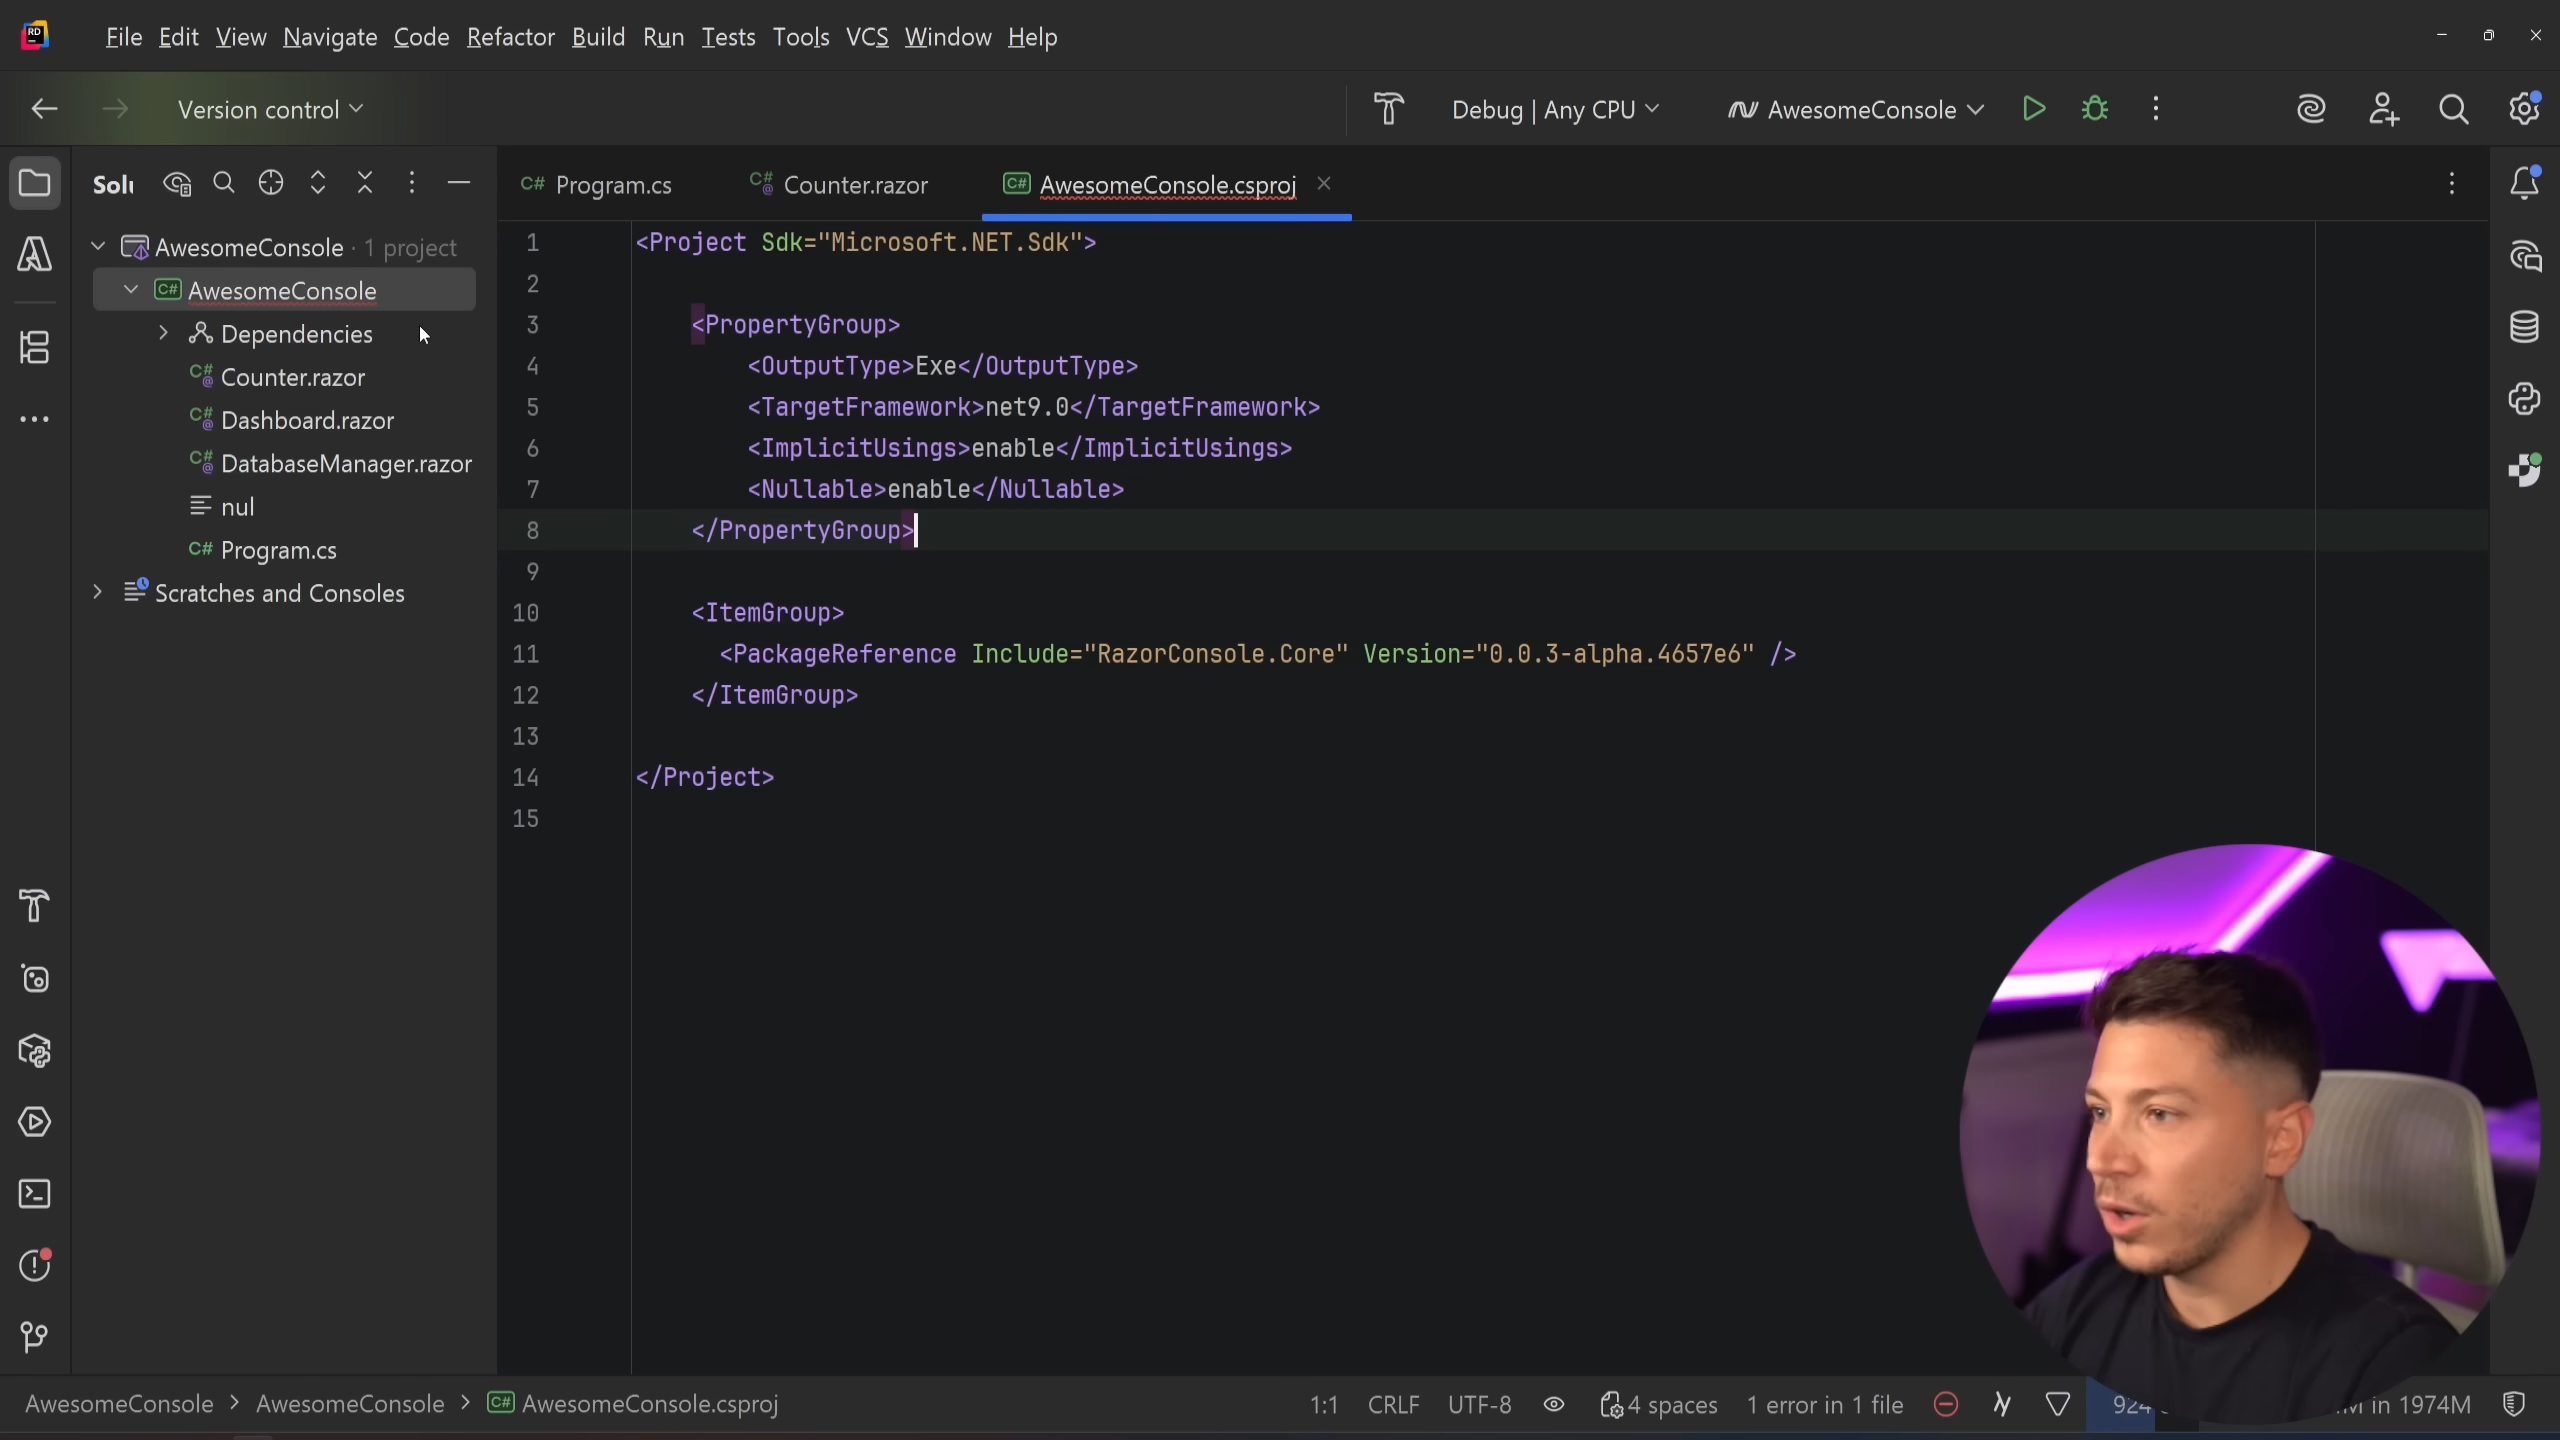 RD
File Edit View Navigate Code Refactor Build Run Tests Tools VCS Window Help
Version control
Debug | Any CPU
AwesomeConsole
Solu
C# Program.cs
C# Counter.razor
C# AwesomeConsole.csproj
AwesomeConsole · 1 project
C# AwesomeConsole
Dependencies
C# Counter.razor
C# Dashboard.razor
C# DatabaseManager.razor
nul
C# Program.cs
Scratches and Consoles
1 <Project Sdk="Microsoft.NET.Sdk">
2
3 <PropertyGroup>
4 <OutputType>Exe</OutputType>
5 <TargetFramework>net9.0</TargetFramework>
6 <ImplicitUsings>enable</ImplicitUsings>
7 <Nullable>enable</Nullable>
8 </PropertyGroup>
9
10 <ItemGroup>
11 <PackageReference Include="RazorConsole.Core" Version="0.0.3-alpha.4657e6" />
12 </ItemGroup>
13
14 </Project>
15
AwesomeConsole > AwesomeConsole > C# AwesomeConsole.csproj
1:1 CRLF UTF-8 4 spaces 1 error in 1 file 924 in 1974M